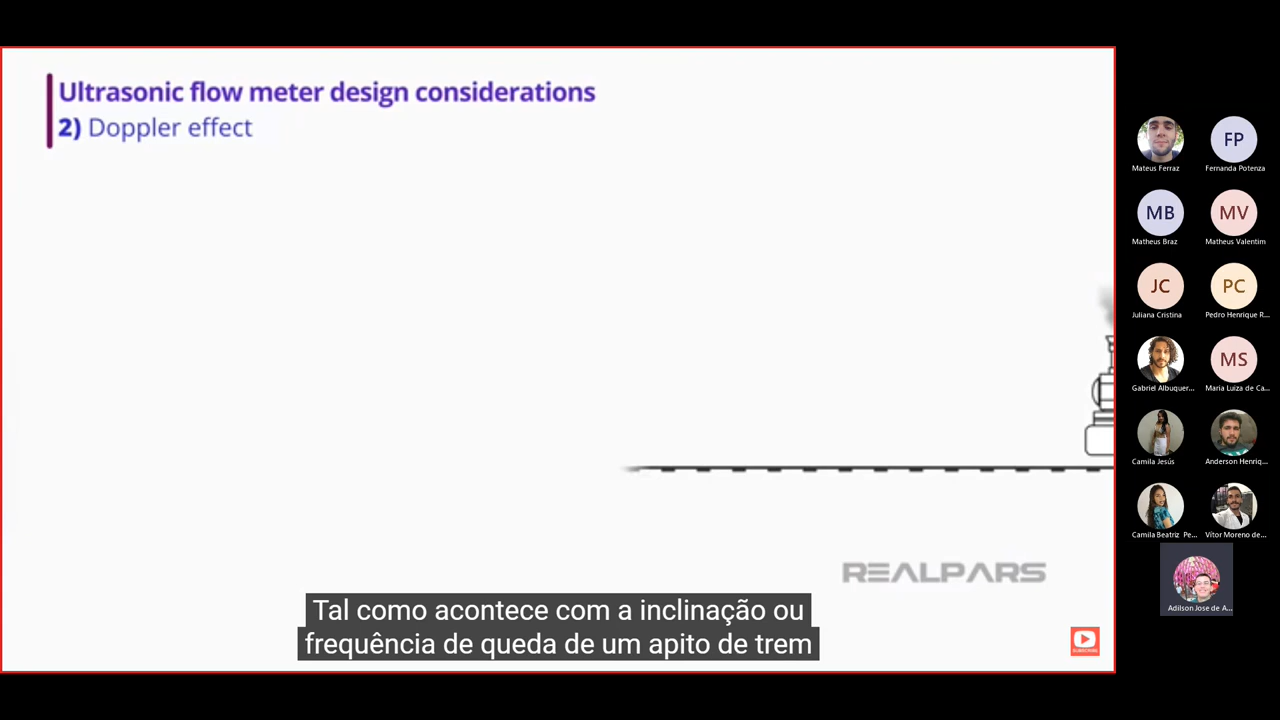 Ultrasonic flow meter design considerations
2) Doppler effect
REALPARS
Tal como acontece com a inclinação ou
frequência de queda de um apito de trem
Mateus Ferraz
FP
Fernanda Potenza
MB
Matheus Braz
MV
Matheus Valentim
JC
Juliana Cristina
PC
Pedro Henrique R...
Gabriel Albuquer...
MS
Maria Luiza de Ca...
Camila Jesús
Anderson Henriq...
Camila Beatriz Pe...
Vítor Moreno de...
Adilson Jose de A...